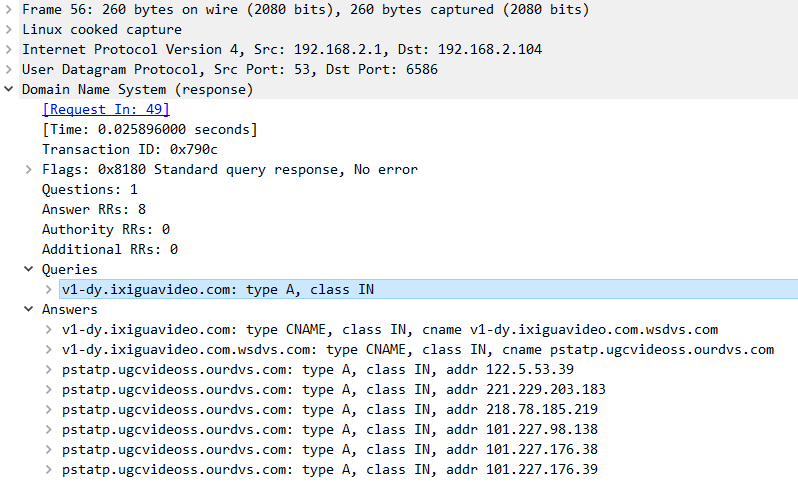 Frame 56: 260 bytes on wire (2080 bits), 260 bytes captured (2080 bits)
Linux cooked capture
Internet Protocol Version 4, Src: 192.168.2.1, Dst: 192.168.2.104
User Datagram Protocol, Src Port: 53, Dst Port: 6586
Domain Name System (response)
[Request In: 49]
[Time: 0.025896000 seconds]
Transaction ID: 0x790c
Flags: 0x8180 Standard query response, No error
Questions: 1
Answer RRs: 8
Authority RRs: 0
Additional RRs: 0
Queries
v1-dy.ixiguavideo.com: type A, class IN
Answers
v1-dy.ixiguavideo.com: type CNAME, class IN, cname v1-dy.ixiguavideo.com.wsdvs.com
v1-dy.ixiguavideo.com.wsdvs.com: type CNAME, class IN, cname pstatp.ugcvideoss.ourdvs.com
pstatp.ugcvideoss.ourdvs.com: type A, class IN, addr 122.5.53.39
pstatp.ugcvideoss.ourdvs.com: type A, class IN, addr 221.229.203.183
pstatp.ugcvideoss.ourdvs.com: type A, class IN, addr 218.78.185.219
pstatp.ugcvideoss.ourdvs.com: type A, class IN, addr 101.227.98.138
pstatp.ugcvideoss.ourdvs.com: type A, class IN, addr 101.227.176.38
pstatp.ugcvideoss.ourdvs.com: type A, class IN, addr 101.227.176.39